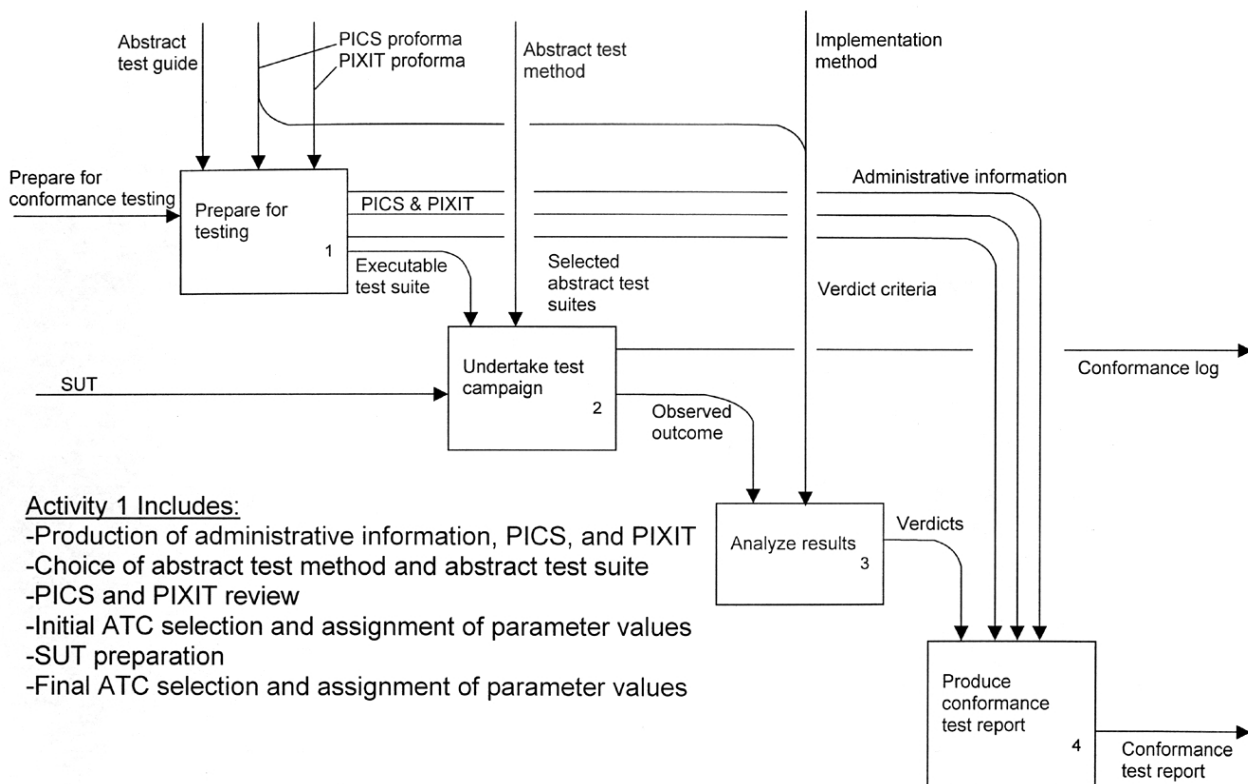 Abstract
test guide
PICS proforma
PIXIT proforma
Abstract test
method
Implementation
method
Prepare for
conformance testing
Prepare for
testing
1
PICS & PIXIT
Administrative information
Executable
test suite
Selected
abstract test
suites
Verdict criteria
Undertake test
campaign
2
SUT
Conformance log
Observed
outcome
Activity 1 Includes:
-Production of administrative information, PICS, and PIXIT
-Choice of abstract test method and abstract test suite
-PICS and PIXIT review
-Initial ATC selection and assignment of parameter values
-SUT preparation
-Final ATC selection and assignment of parameter values
Analyze results
3
Verdicts
Produce
conformance
test report
4
Conformance
test report